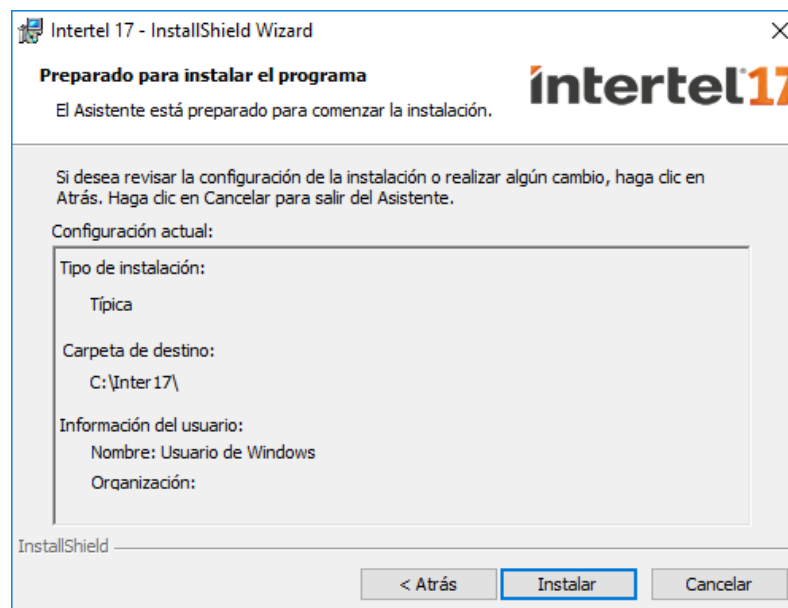 Intertel 17 - InstallShield Wizard
Preparado para instalar el programa
El Asistente está preparado para comenzar la instalación.
intertel 17
Si desea revisar la configuración de la instalación o realizar algún cambio, haga clic en
Atrás. Haga clic en Cancelar para salir del Asistente.
Configuración actual:
Tipo de instalación:
Típica
Carpeta de destino:
C:\Inter17\
Información del usuario:
Nombre: Usuario de Windows
Organización:
InstallShield
< Atrás
Instalar
Cancelar